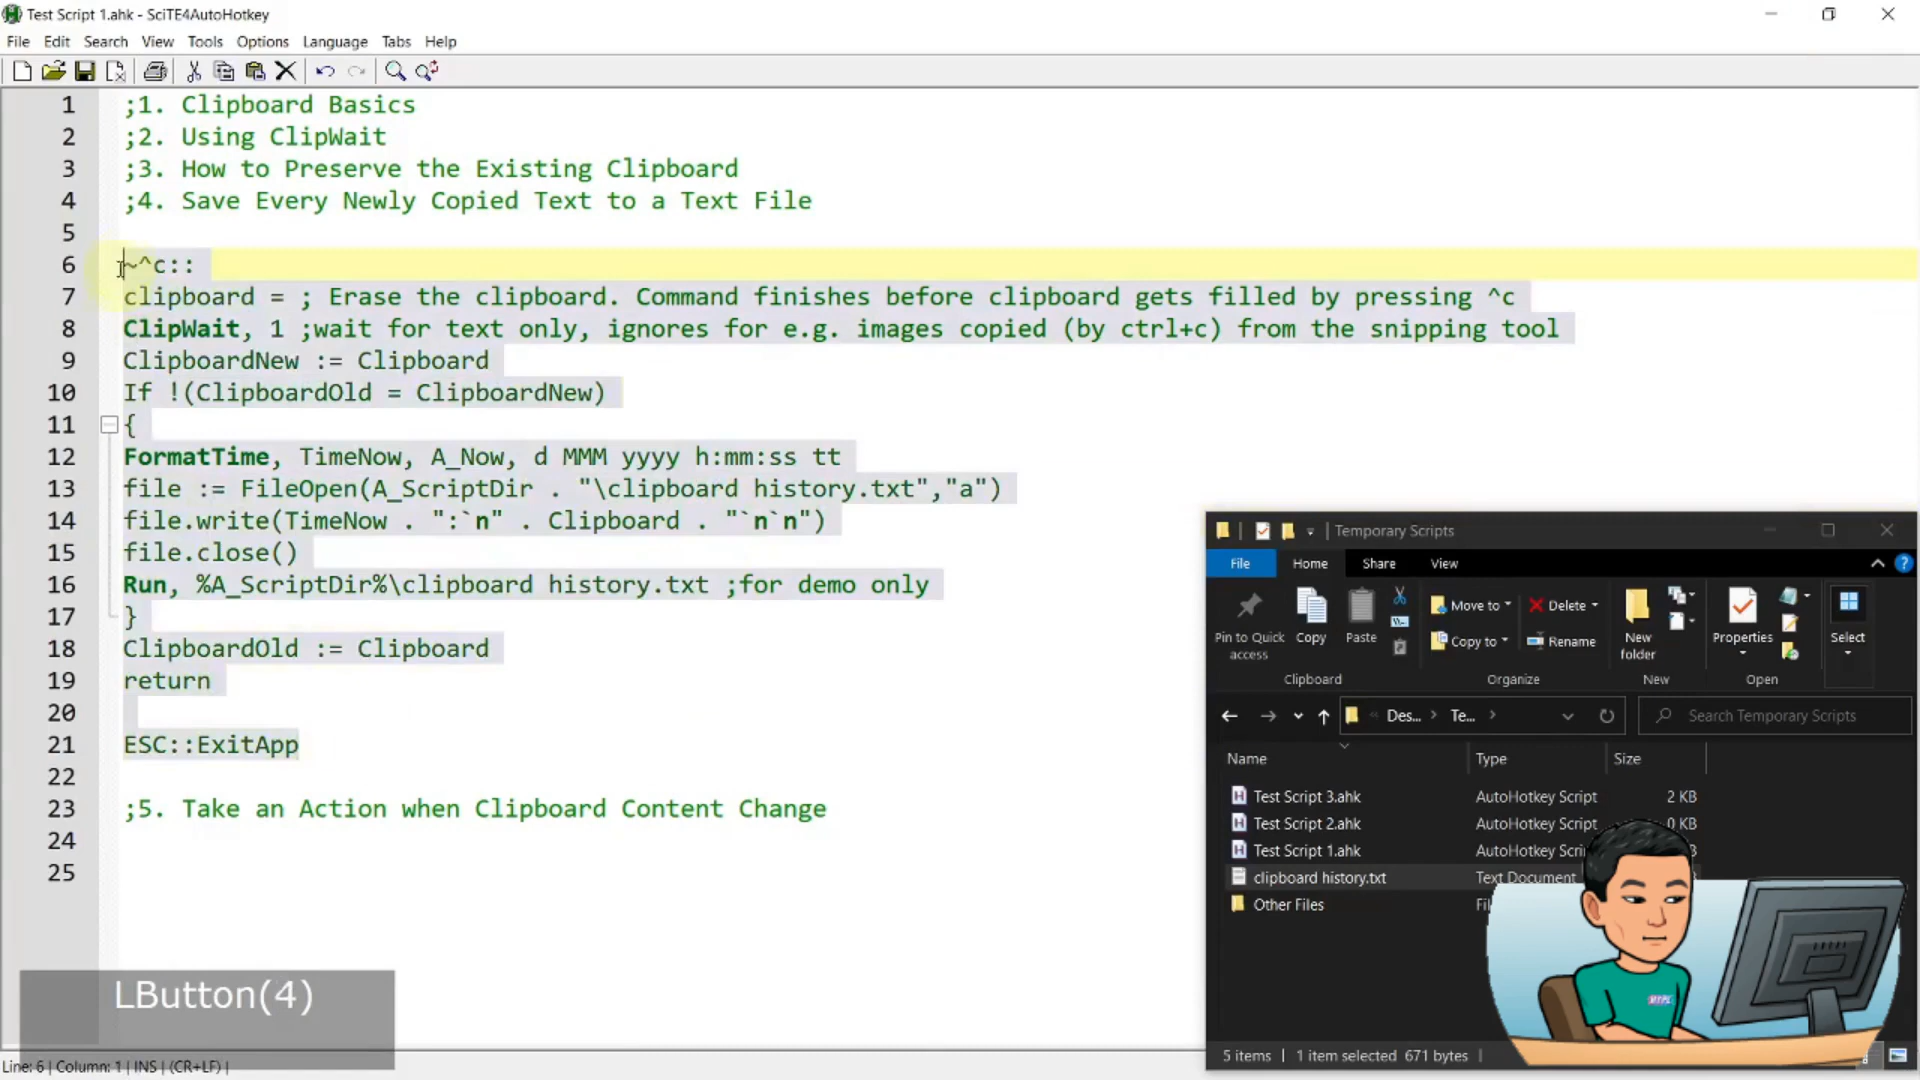 Test Script 1.ahk - SciTE4AutoHotkey
File Edit Search View Tools Options Language Tabs Help
1 ;1. Clipboard Basics
2 ;2. Using ClipWait
3 ;3. How to Preserve the Existing Clipboard
4 ;4. Save Every Newly Copied Text to a Text File
5
6 ~^c::
7 clipboard = ; Erase the clipboard. Command finishes before clipboard gets filled by pressing ^c
8 ClipWait, 1 ;wait for text only, ignores for e.g. images copied (by ctrl+c) from the snipping tool
9 ClipboardNew := Clipboard
10 If !(ClipboardOld = ClipboardNew)
11 {
12 FormatTime, TimeNow, A_Now, d MMM yyyy h:mm:ss tt
13 file := FileOpen(A_ScriptDir . "\clipboard history.txt","a")
14 file.write(TimeNow . ":`n" . Clipboard . "`n`n")
15 file.close()
16 Run, %A_ScriptDir%\clipboard history.txt ;for demo only
17 }
18 ClipboardOld := Clipboard
19 return
20
21 ESC::ExitApp
22
23 ;5. Take an Action when Clipboard Content Change
24
25
LButton(4)
Line: 6 | Column: 1 | INS | (CR+LF) |
Temporary Scripts
File Home Share View
Pin to Quick access
Copy
Paste
Move to
Copy to
Delete
Rename
New folder
Properties
Select
Clipboard Organize New Open
Des... Te... Search Temporary Scripts
Name Type Size
Test Script 3.ahk AutoHotkey Script 2 KB
Test Script 2.ahk AutoHotkey Script 0 KB
Test Script 1.ahk AutoHotkey
clipboard history.txt Text Document
Other Files
5 items 1 item selected 671 bytes